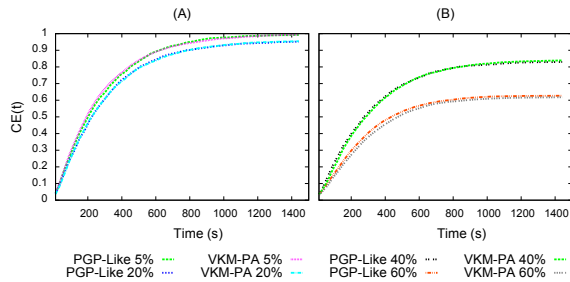 (A) (B)
1
0.9
0.8
0.7
0.6
0.5
0.4
0.3
0.2
0.1
0
CE(t)
200 400 600 800 1000 1200 1400 200 400 600 800 1000 1200 1400
Time (s) Time (s)
PGP-Like 5% VKM-PA 5% PGP-Like 40% VKM-PA 40%
PGP-Like 20% VKM-PA 20% PGP-Like 60% VKM-PA 60%